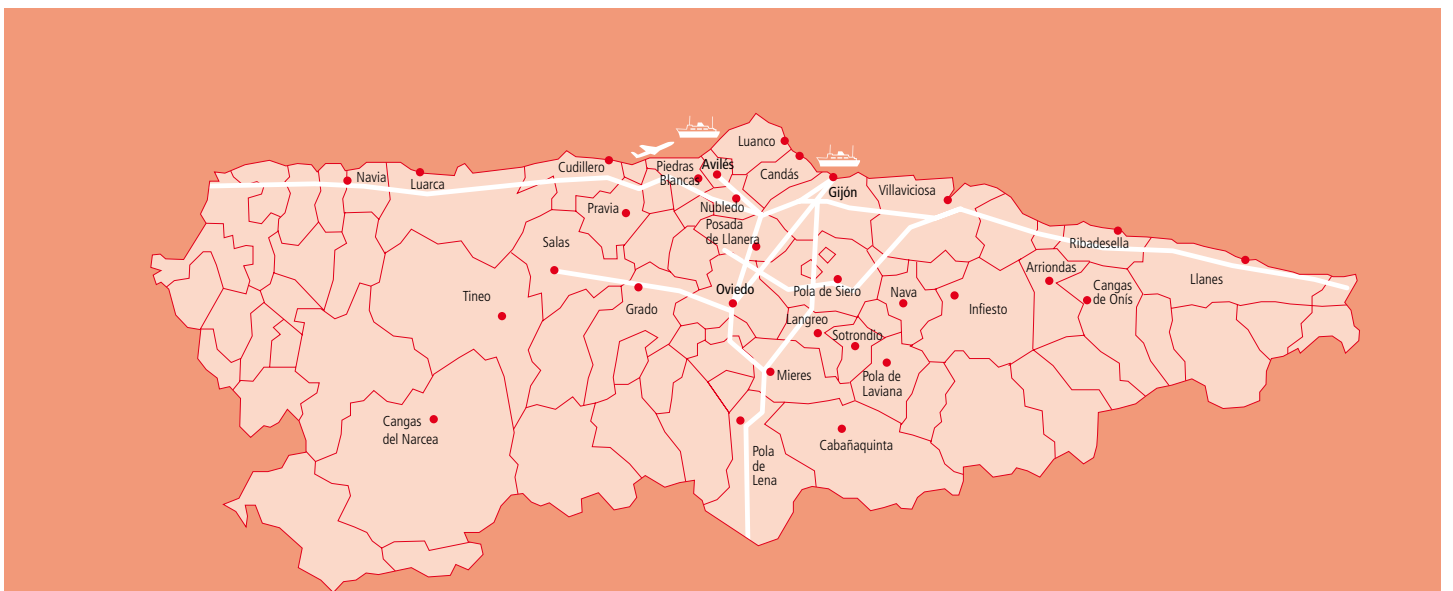 Luanco
Cudillero
Piedras
Blancas
Avilés
Candás
Navia
Luarca
Gijón
Villaviciosa
Pravia
Nubledo
Posada
de Llanera
Salas
Ribadesella
Arriondas
Llanes
Tineo
Oviedo
Pola de Siero
Nava
Cangas
de Onís
Grado
Infiesto
Langreo
Sotrondio
Mieres
Pola de
Laviana
Cangas
del Narcea
Cabañaquinta
Pola
de
Lena